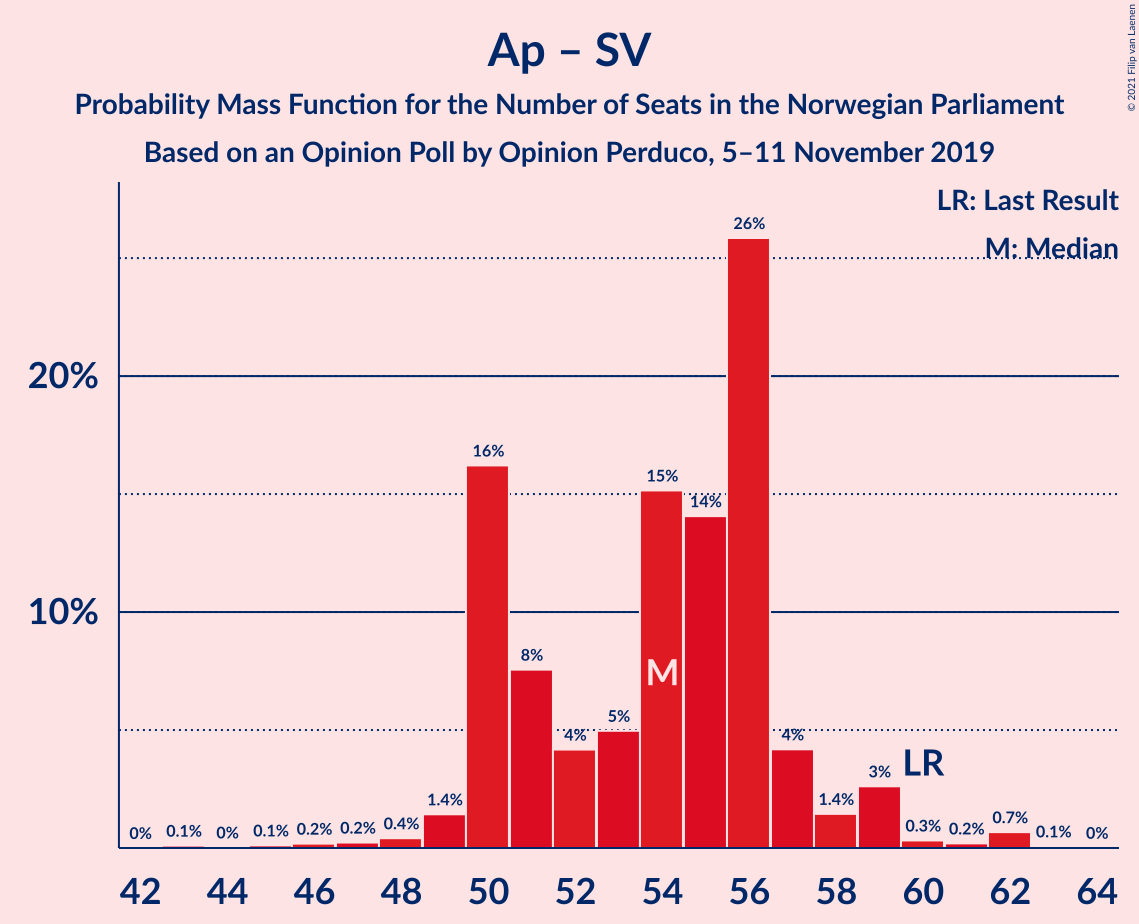 Ap – SV
Probability Mass Function for the Number of Seats in the Norwegian Parliament
Based on an Opinion Poll by Opinion Perduco, 5–11 November 2019
© 2021 Filip van Laenen
LR: Last Result
M: Median
20%
10%
0% 0.1% 0% 0.1% 0.2% 0.2% 0.4% 1.4% 16% 8% 4% 5% 15% 14% 26% 4% 1.4% 3% 0.3% 0.2% 0.7% 0.1% 0%
M
LR
42 44 46 48 50 52 54 56 58 60 62 64